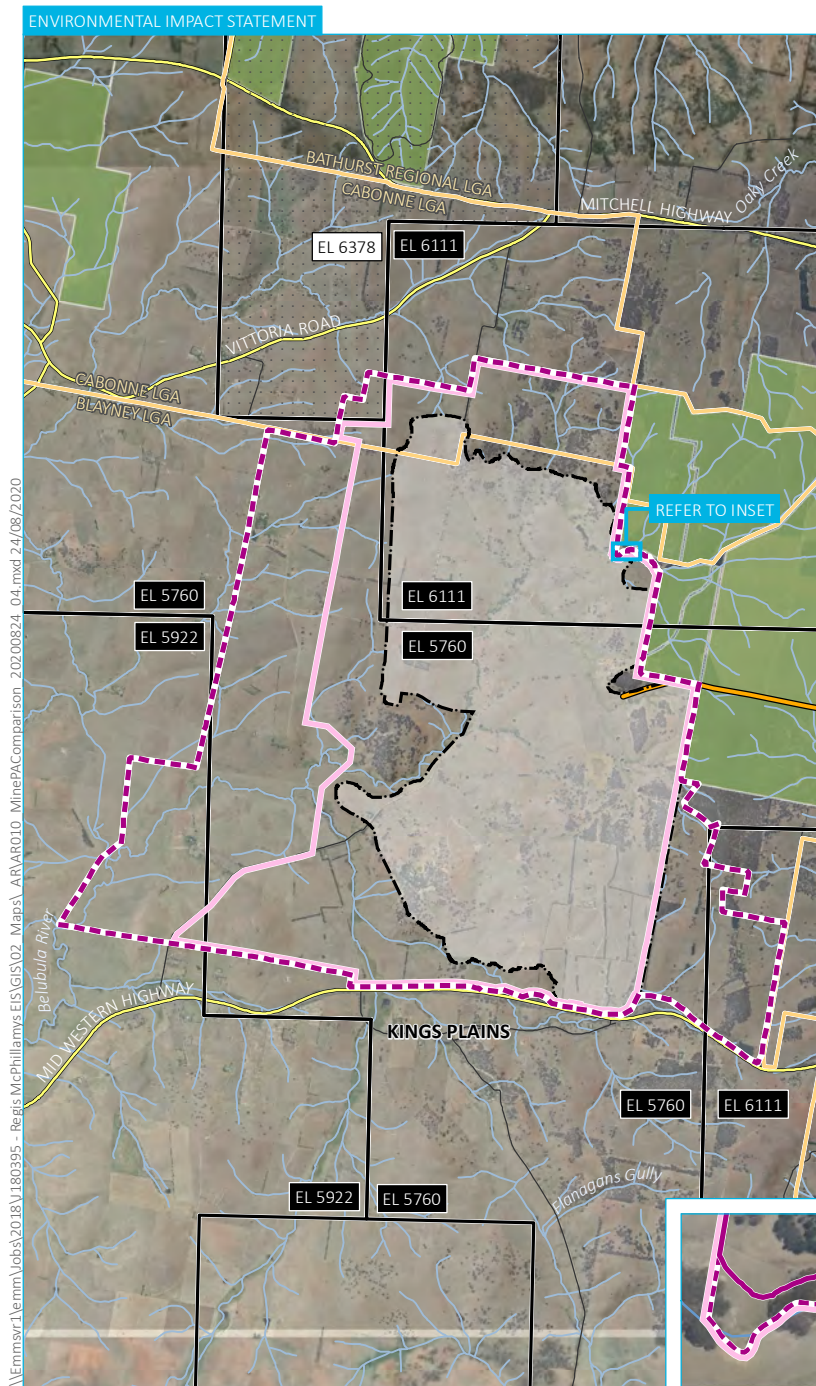 ENVIRONMENTAL IMPACT STATEMENT
BATHURST REGIONAL LGA
CABONNE LGA
MITCHELL HIGHWAY
Oaky Creek
EL 6378
EL 6111
VITTORIA ROAD
CABONNE LGA
BLAYNEY LGA
REFER TO INSET
EL 5760
EL 5922
EL 6111
EL 5760
Belubula River
MID WESTERN HIGHWAY
KINGS PLAINS
EL 5760
EL 6111
EL 5922
EL 5760
Flanagans Gully
\\Emmsvr1\emm\Jobs\2018\J180395 - Regis McPhillamys EIS\GIS\02_Maps\_AR\AR010_MinePAComparison_20200824_04.mxd 24/08/2020